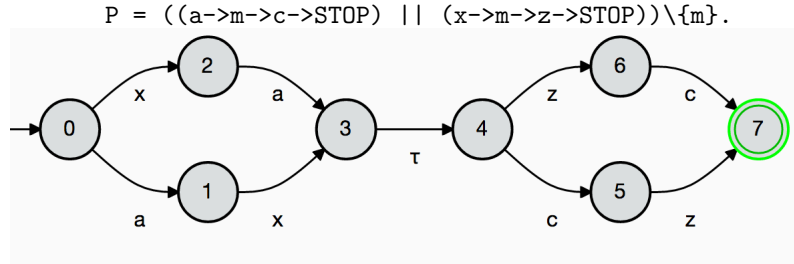 P = ((a->m->c->STOP) || (x->m->z->STOP))\{m}.
2
6
x
a
z
c
0
3
4
7
τ
1
5
a
x
c
z